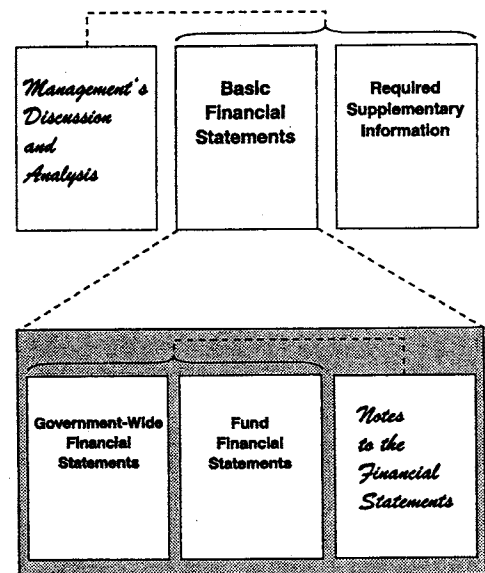 Management's
Discussion
and
Analysis
Basic
Financial
Statements
Required
Supplementary
Information
Government-Wide
Financial
Statements
Fund
Financial
Statements
Notes
to the
Financial
Statements